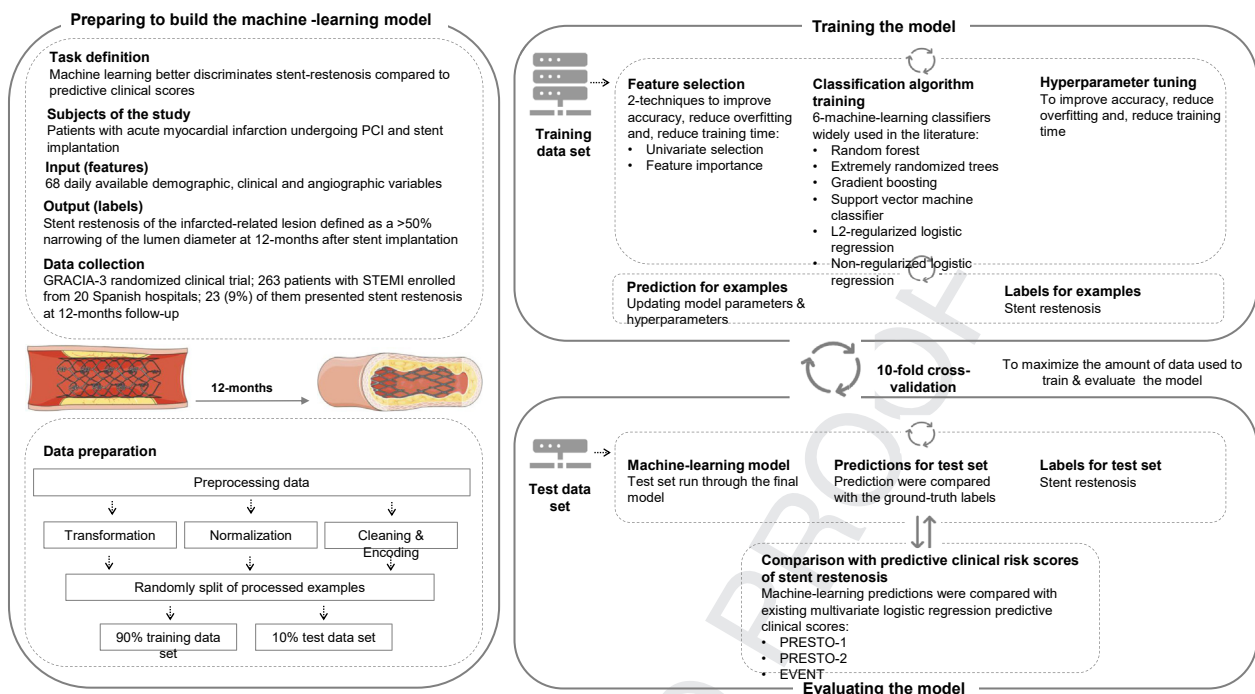 Preparing to build the machine -learning model
Task definition
Machine learning better discriminates stent-restenosis compared to
predictive clinical scores
Subjects of the study
Patients with acute myocardial infarction undergoing PCI and stent
implantation
Input (features)
68 daily available demographic, clinical and angiographic variables
Output (labels)
Stent restenosis of the infarcted-related lesion defined as a >50%
narrowing of the lumen diameter at 12-months after stent implantation
Data collection
GRACIA-3 randomized clinical trial; 263 patients with STEMI enrolled
from 20 Spanish hospitals; 23 (9%) of them presented stent restenosis
at 12-months follow-up
12-months
Data preparation
Preprocessing data
Transformation
Normalization
Cleaning &
Encoding
Randomly split of processed examples
90% training data
set
10% test data set
Training the model
Training
data set
Feature selection
2-techniques to improve
accuracy, reduce overfitting
and, reduce training time:
• Univariate selection
• Feature importance
Classification algorithm
training
6-machine-learning classifiers
widely used in the literature:
• Random forest
• Extremely randomized trees
• Gradient boosting
• Support vector machine
classifier
• L2-regularized logistic
regression
• Non-regularized logistic
regression
Hyperparameter tuning
To improve accuracy, reduce
overfitting and, reduce training
time
Prediction for examples
Updating model parameters &
hyperparameters
Labels for examples
Stent restenosis
10-fold cross-
validation
To maximize the amount of data used to
train & evaluate the model
Test data
set
Machine-learning model
Test set run through the final
model
Predictions for test set
Prediction were compared
with the ground-truth labels
Labels for test set
Stent restenosis
Comparison with predictive clinical risk scores
of stent restenosis
Machine-learning predictions were compared with
existing multivariate logistic regression predictive
clinical scores:
• PRESTO-1
• PRESTO-2
• EVENT
Evaluating the model
PROOF